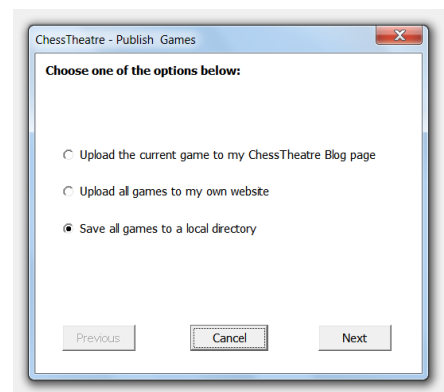 ChessTheatre - Publish Games
X
Choose one of the options below:
Upload the current game to my ChessTheatre Blog page
Upload all games to my own website
Save all games to a local directory
Previous Cancel Next